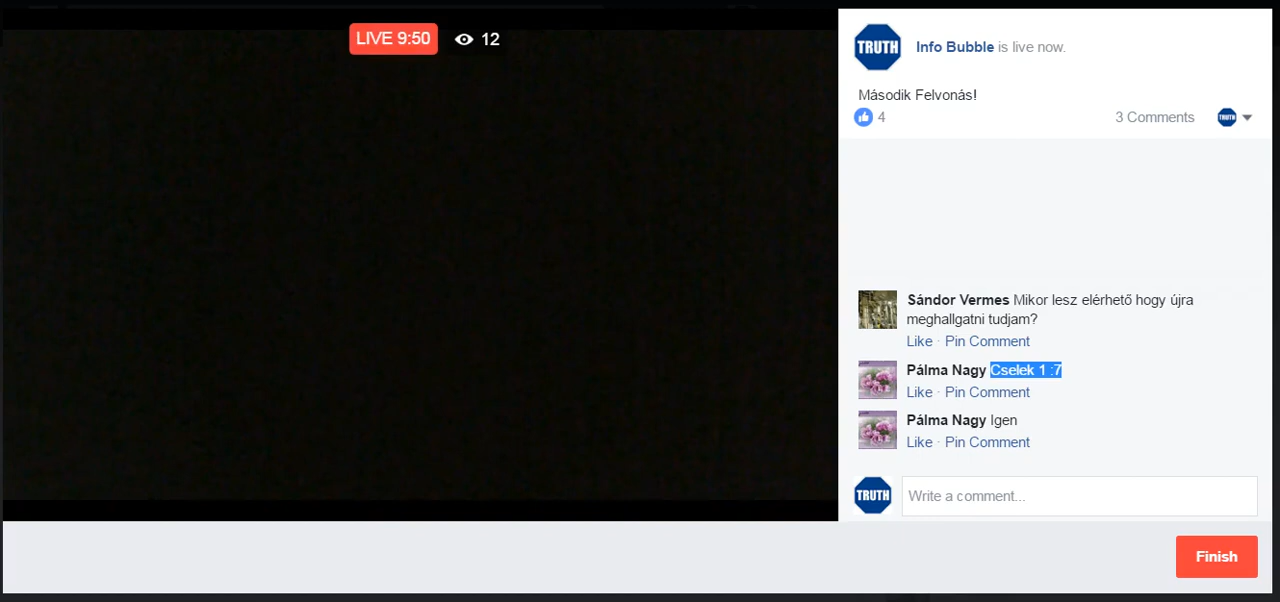 LIVE 9:50 12
TRUTH
Info Bubble is live now.
Második Felvonás!
4
3 Comments
TRUTH
Sándor Vermes Mikor lesz elérhető hogy újra
meghallgatni tudjam?
Like · Pin Comment
Pálma Nagy Cselek 1 :7
Like · Pin Comment
Pálma Nagy Igen
Like · Pin Comment
TRUTH
Write a comment...
Finish